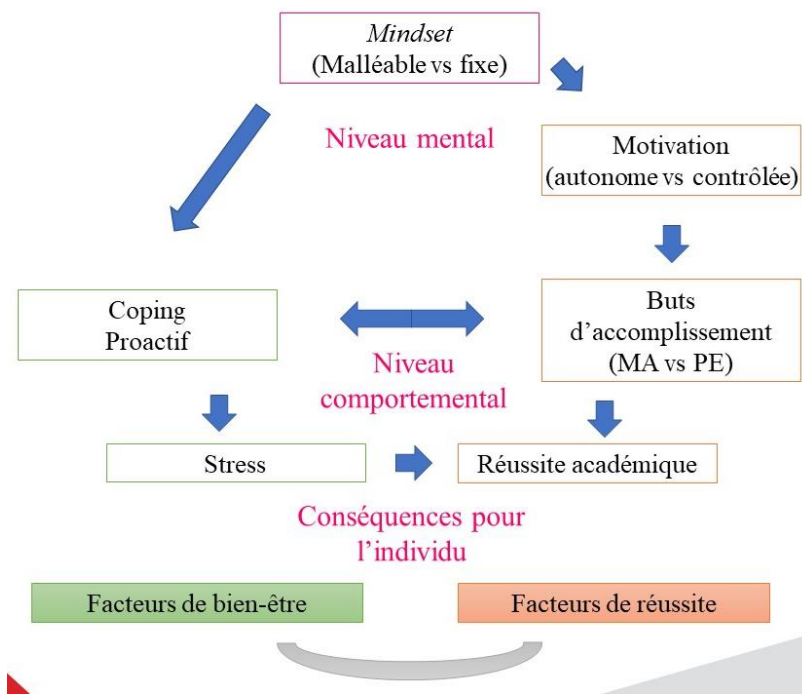 Mindset
(Malléable vs fixe)
Niveau mental
Motivation
(autonome vs contrôlée)
Coping
Proactif
Buts
d'accomplissement
(MA vs PE)
Niveau
comportemental
Stress
Réussite académique
Conséquences pour
l'individu
Facteurs de bien-être
Facteurs de réussite